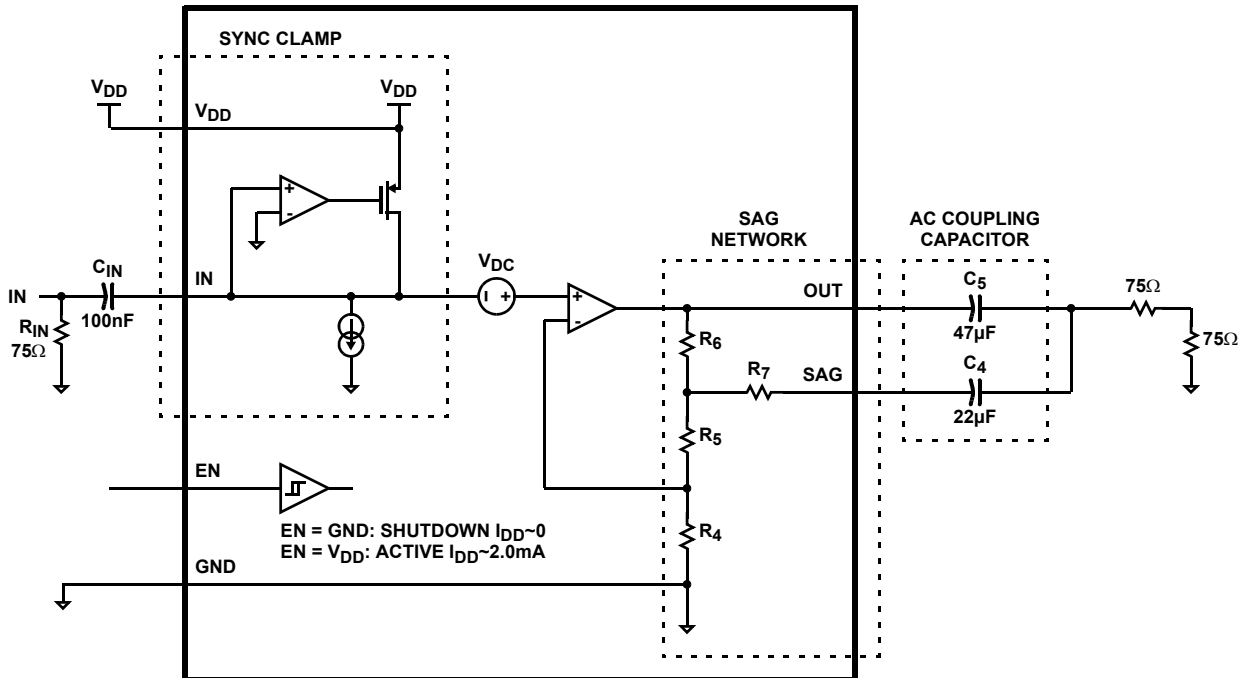 SYNC CLAMP
VDD
VDD
VDD
+
-
CIN
IN
IN
100nF
RIN
75Ω
VDC
- +
+
-
SAG
NETWORK
AC COUPLING
CAPACITOR
OUT
C5
47µF
75Ω
75Ω
R6
R7
SAG
C4
22µF
R5
EN
R4
EN = GND: SHUTDOWN IDD~0
EN = VDD: ACTIVE IDD~2.0mA
GND